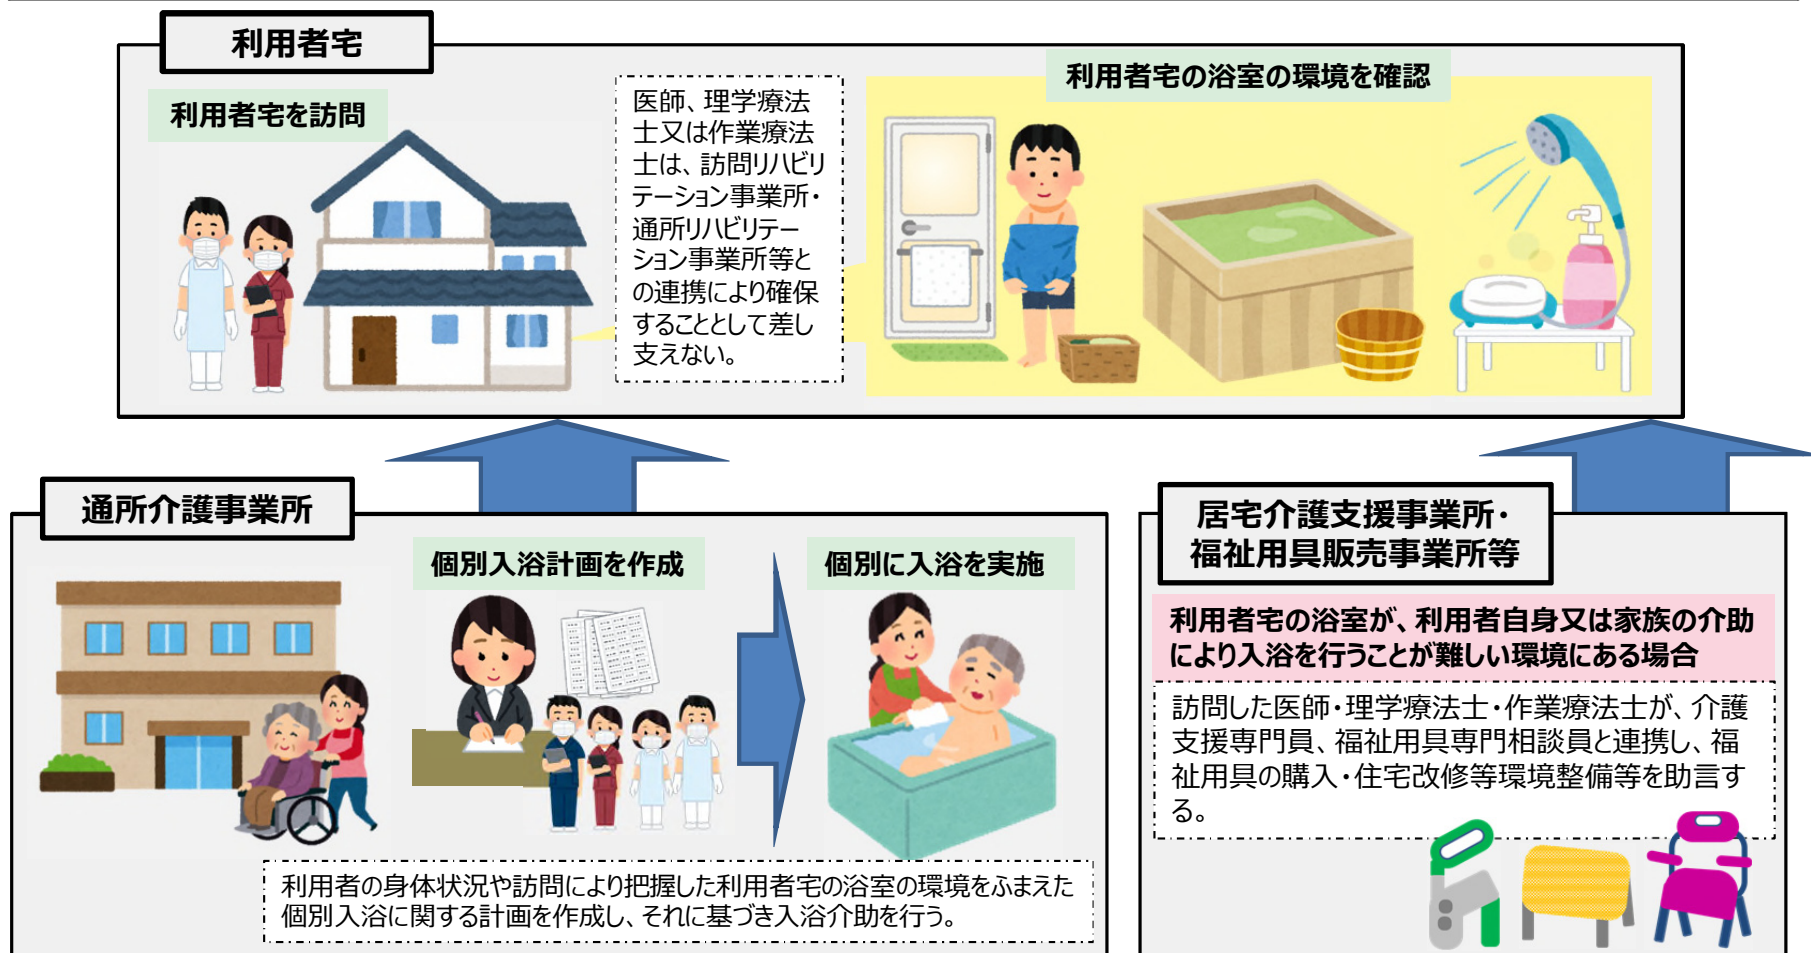 利用者宅
利用者宅を訪問
医師、理学療法
士又は作業療法
士は、訪問リハビリ
テーション事業所・
通所リハビリテー
ション事業所等と
の連携により確保
することとして差し
支えない。
利用者宅の浴室の環境を確認
通所介護事業所
個別入浴計画を作成
個別に入浴を実施
利用者の身体状況や訪問により把握した利用者宅の浴室の環境をふまえた
個別入浴に関する計画を作成し、それに基づき入浴介助を行う。
居宅介護支援事業所・
福祉用具販売事業所等
利用者宅の浴室が、利用者自身又は家族の介助
により入浴を行うことが難しい環境にある場合
訪問した医師・理学療法士・作業療法士が、介護
支援専門員、福祉用具専門相談員と連携し、福
祉用具の購入・住宅改修等環境整備等を助言す
る。